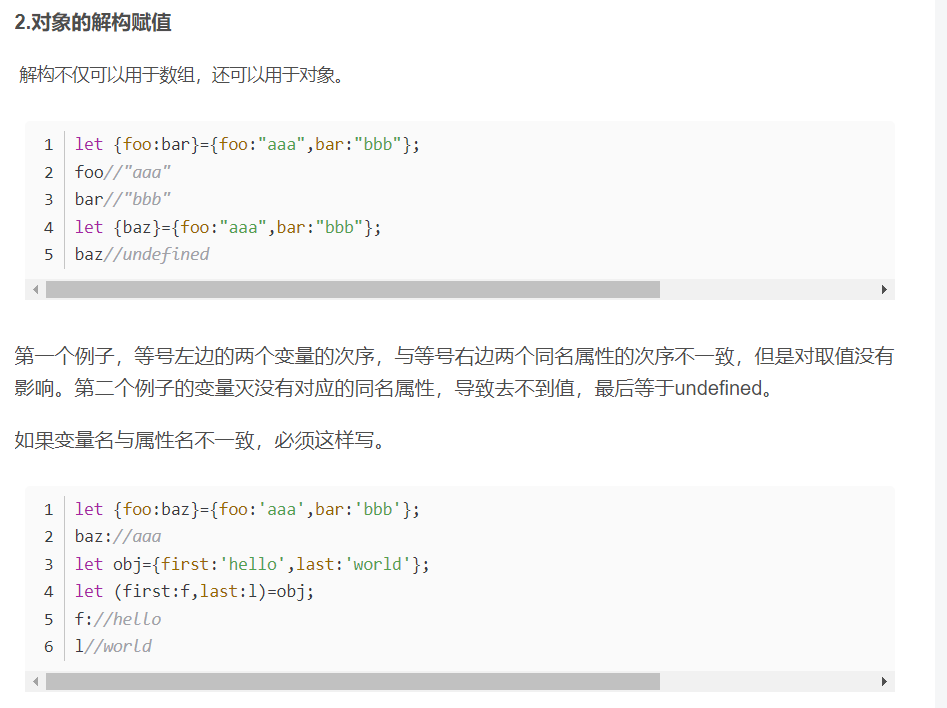 2.对象的解构赋值
解构不仅可以用于数组，还可以用于对象。
1 let {foo:bar}={foo:"aaa",bar:"bbb"};
2 foo//"aaa"
3 bar//"bbb"
4 let {baz}={foo:"aaa",bar:"bbb"};
5 baz//undefined
第一个例子，等号左边的两个变量的次序，与等号右边两个同名属性的次序不一致，但是对取值没有
影响。第二个例子的变量灭没有对应的同名属性，导致去不到值，最后等于undefined。
如果变量名与属性名不一致，必须这样写。
1 let {foo:baz}={foo:'aaa',bar:'bbb'};
2 baz://aaa
3 let obj={first:'hello',last:'world'};
4 let (first:f,last:l)=obj;
5 f://hello
6 l//world